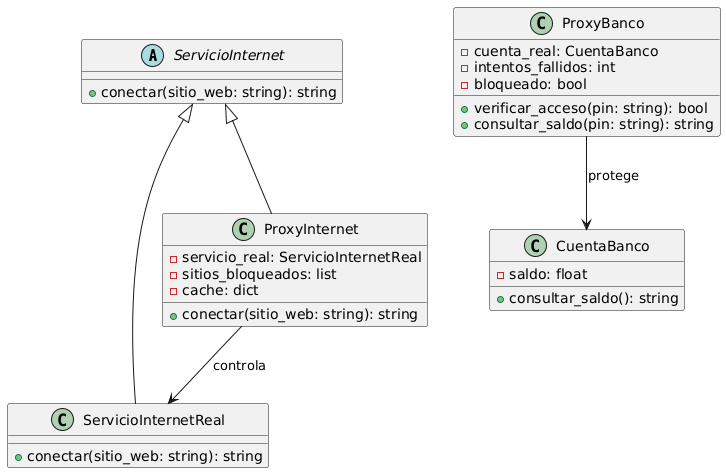 A ServicioInternet
conectar(sitio_web: string): string
C ProxyInternet
servicio_real: ServicioInternetReal
sitios_bloqueados: list
cache: dict
conectar(sitio_web: string): string
controla
C ServicioInternetReal
conectar(sitio_web: string): string
C ProxyBanco
cuenta_real: CuentaBanco
intentos_fallidos: int
bloqueado: bool
verificar_acceso(pin: string): bool
consultar_saldo(pin: string): string
protege
C CuentaBanco
saldo: float
consultar_saldo(): string